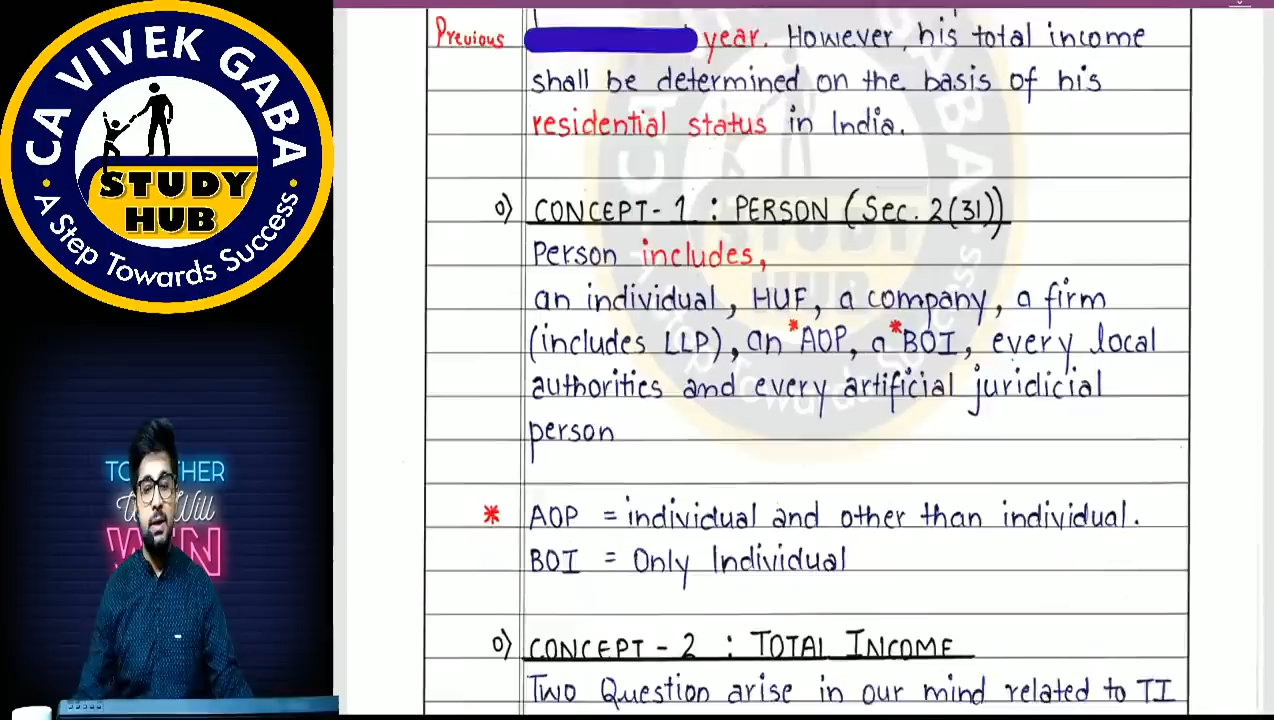 CA VIVEK GABA
STUDY
HUB
A Step Towards Success
TOGETHER
We Will
WIN
Previous year. However, his total income
shall be determined on the basis of his
residential status in India.
o) CONCEPT - 1 : PERSON (Sec. 2(31))
Person includes,
an individual, HUF, a company, a firm
(includes LLP), an *AOP, a *BOI, every local
authorities and every artificial juridicial
person
* AOP = individual and other than individual.
BOI = Only Individual
o) CONCEPT - 2 : TOTAL INCOME
Two Question arise in our mind related to TI